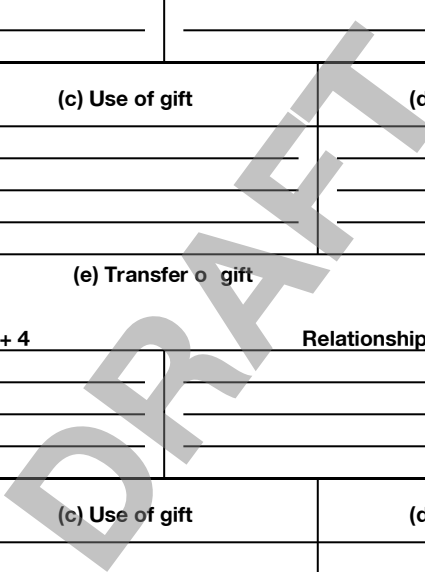 (c) Use of gift (d
(e) Transfer o gift
+ 4 Relationship
(c) Use of gift (d
DRAFT